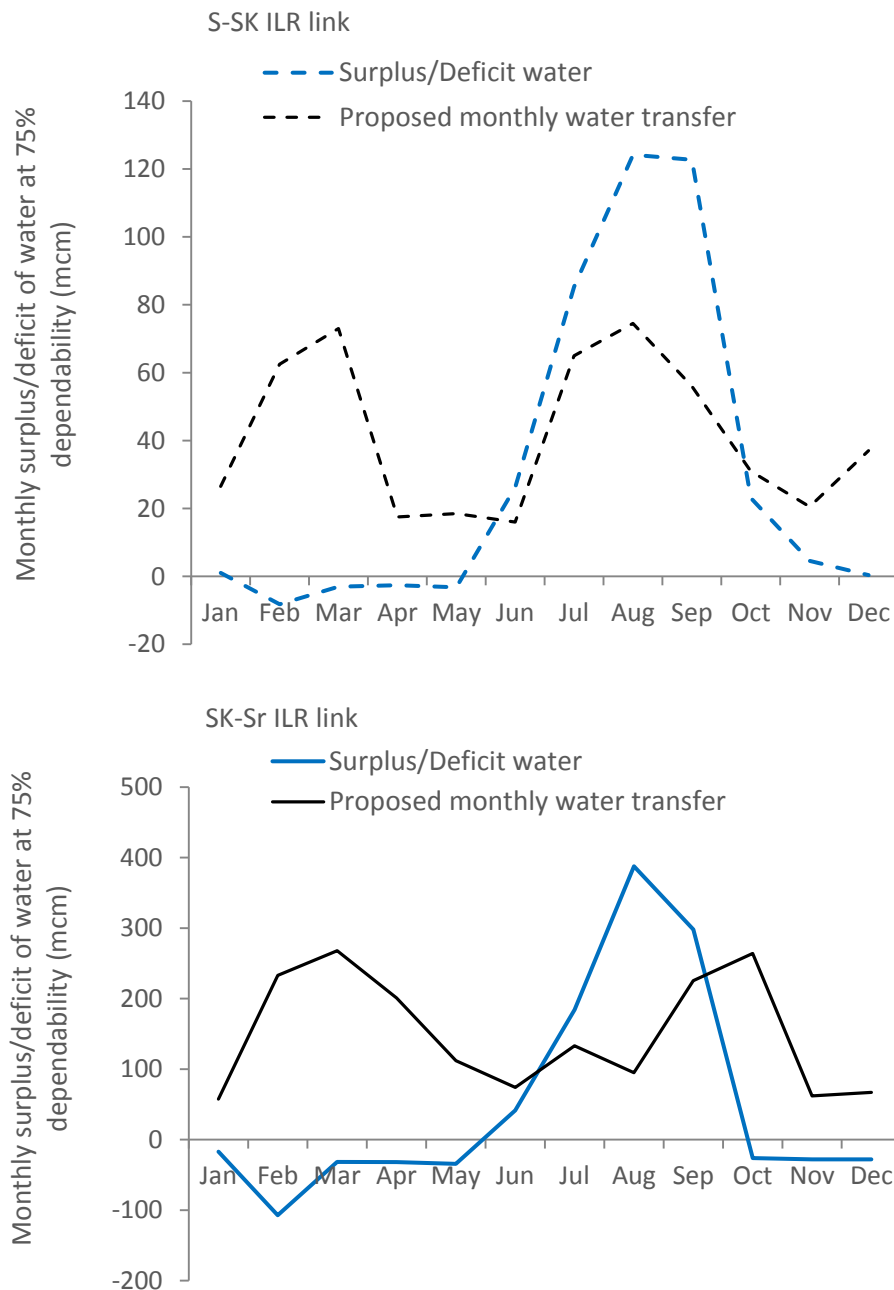 S-SK ILR link
Surplus/Deficit water
Proposed monthly water transfer
Monthly surplus/deficit of water at 75%
dependability (mcm)
140
120
100
80
60
40
20
0
-20
Jan Feb Mar Apr May Jun Jul Aug Sep Oct Nov Dec
SK-Sr ILR link
Surplus/Deficit water
Proposed monthly water transfer
Monthly surplus/deficit of water at 75%
dependability (mcm)
500
400
300
200
100
0
-100
-200
Jan Feb Mar Apr May Jun Jul Aug Sep Oct Nov Dec